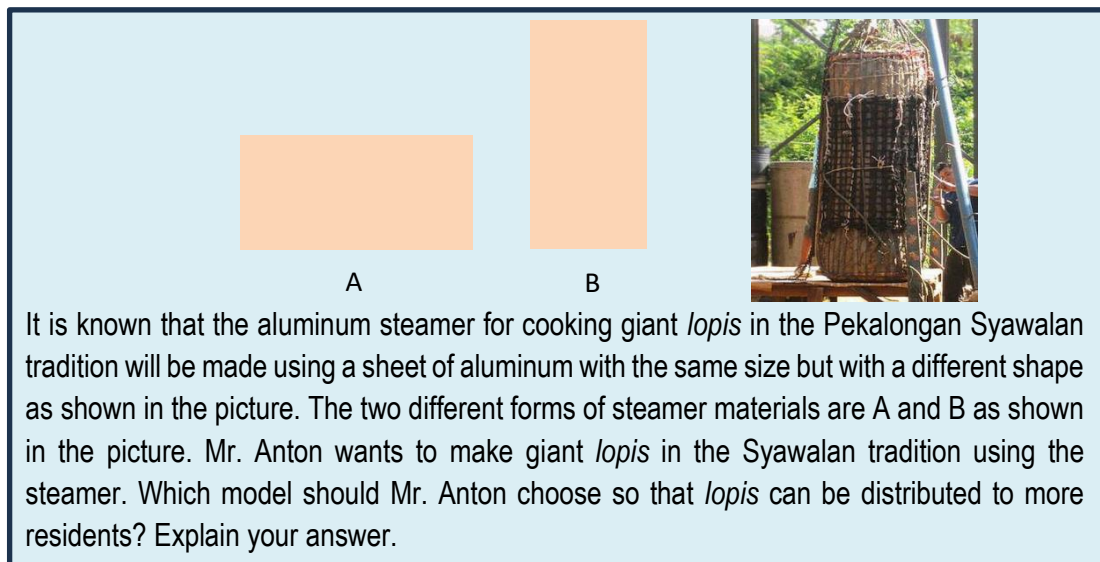 A
B
It is known that the aluminum steamer for cooking giant lopis in the Pekalongan Syawalan
tradition will be made using a sheet of aluminum with the same size but with a different shape
as shown in the picture. The two different forms of steamer materials are A and B as shown
in the picture. Mr. Anton wants to make giant lopis in the Syawalan tradition using the
steamer. Which model should Mr. Anton choose so that lopis can be distributed to more
residents? Explain your answer.